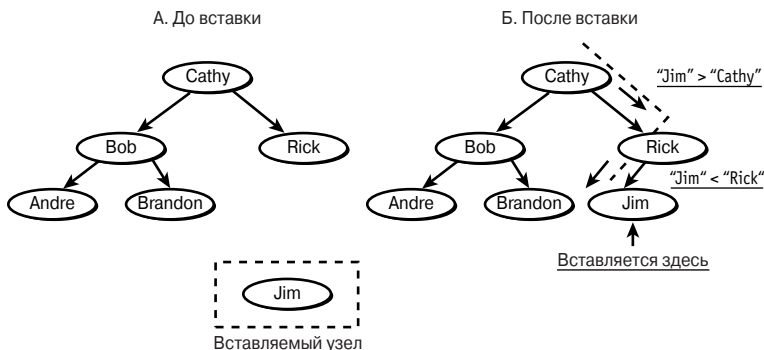 А. До вставки
Cathy
Bob
Rick
Andre
Brandon
Jim
Вставляемый узел
Б. После вставки
Cathy
"Jim" > "Cathy"
Bob
Rick
"Jim“ < "Rick“
Andre
Brandon
Jim
Вставляется здесь